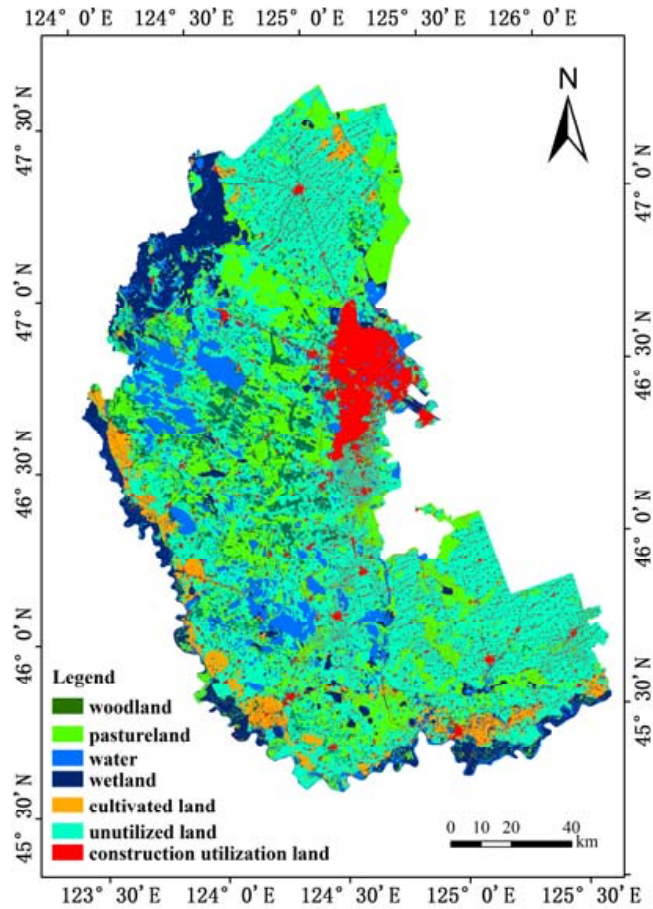 124° 0′E 124° 30′E 125° 0′E 125° 30′E 126° 0′E
N
47° 30′N
47° 0′N
46° 30′N
46° 0′N
45° 30′N
47° 0′N
46° 30′N
46° 0′N
45° 30′N
45° 0′N
Legend
woodland
pastureland
water
wetland
cultivated land
unutilized land
construction utilization land
0 10 20 40
km
123° 30′E 124° 0′E 124° 30′E 125° 0′E 125° 30′E